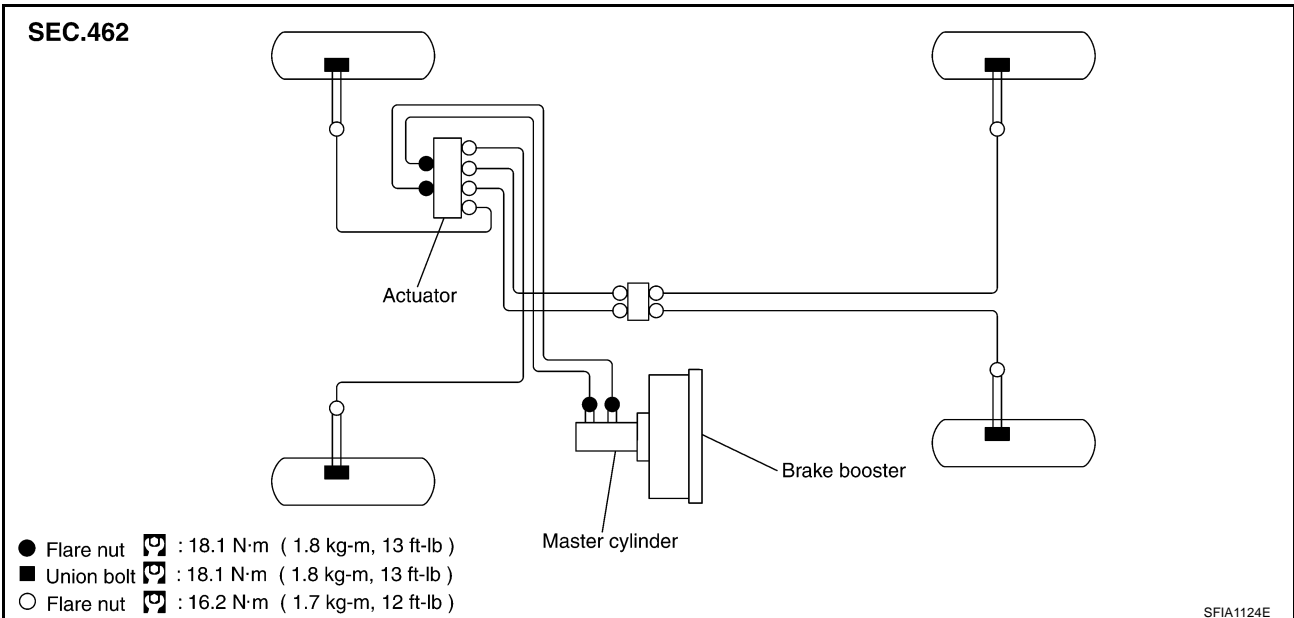 SEC.462
Actuator
Brake booster
Master cylinder
Flare nut : 18.1 N·m ( 1.8 kg-m, 13 ft-lb )
Union bolt : 18.1 N·m ( 1.8 kg-m, 13 ft-lb )
Flare nut : 16.2 N·m ( 1.7 kg-m, 12 ft-lb )
SFIA1124E